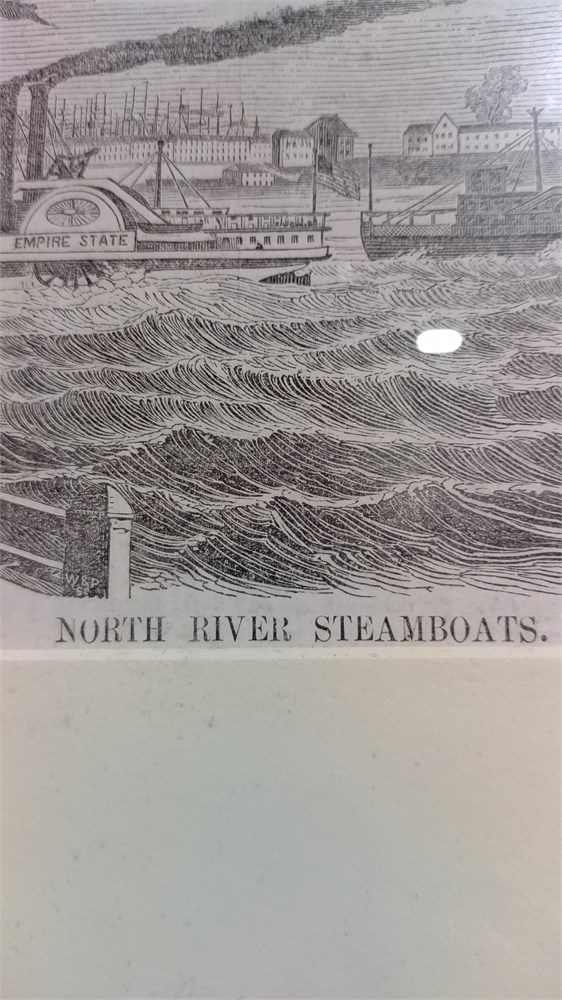 EMPIRE STATE
W&P
NORTH RIVER STEAMBOATS.